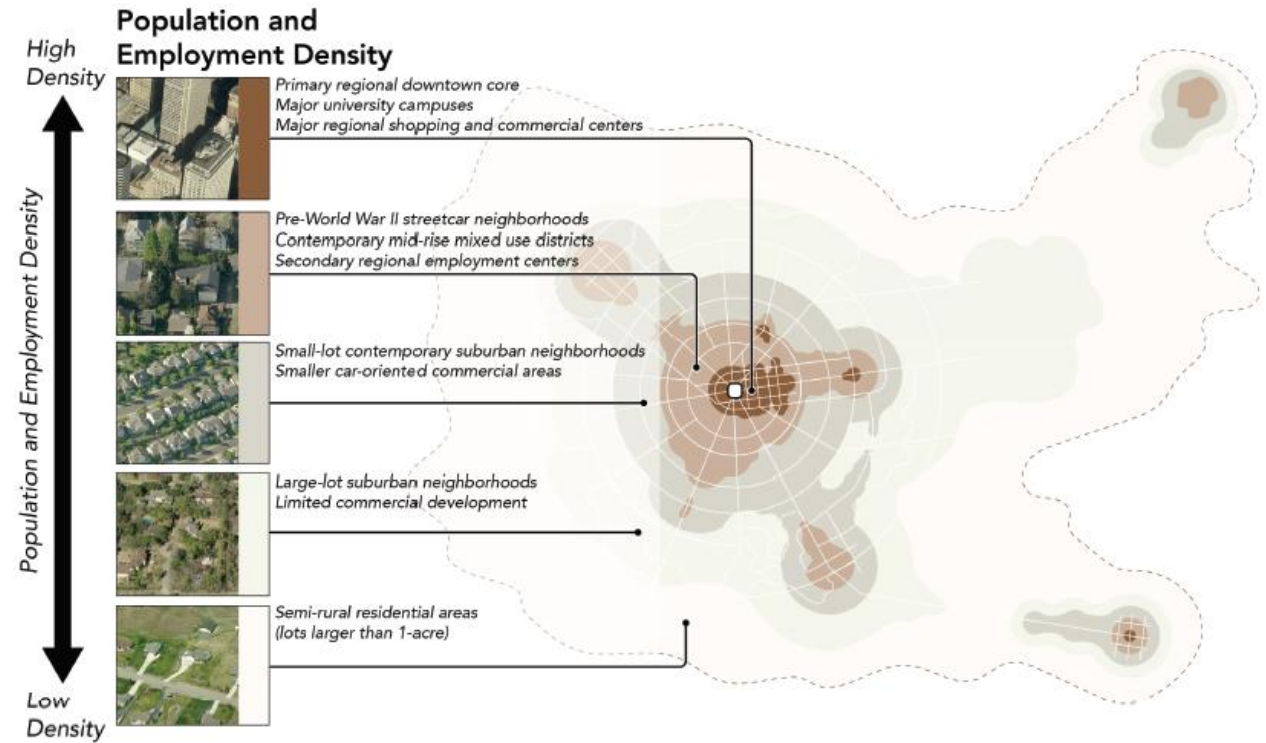 Population and
Employment Density
High
Density
Population and Employment Density
Low
Density
Primary regional downtown core
Major university campuses
Major regional shopping and commercial centers
Pre-World War II streetcar neighborhoods
Contemporary mid-rise mixed use districts
Secondary regional employment centers
Small-lot contemporary suburban neighborhoods
Smaller car-oriented commercial areas
Large-lot suburban neighborhoods
Limited commercial development
Semi-rural residential areas
(lots larger than 1-acre)